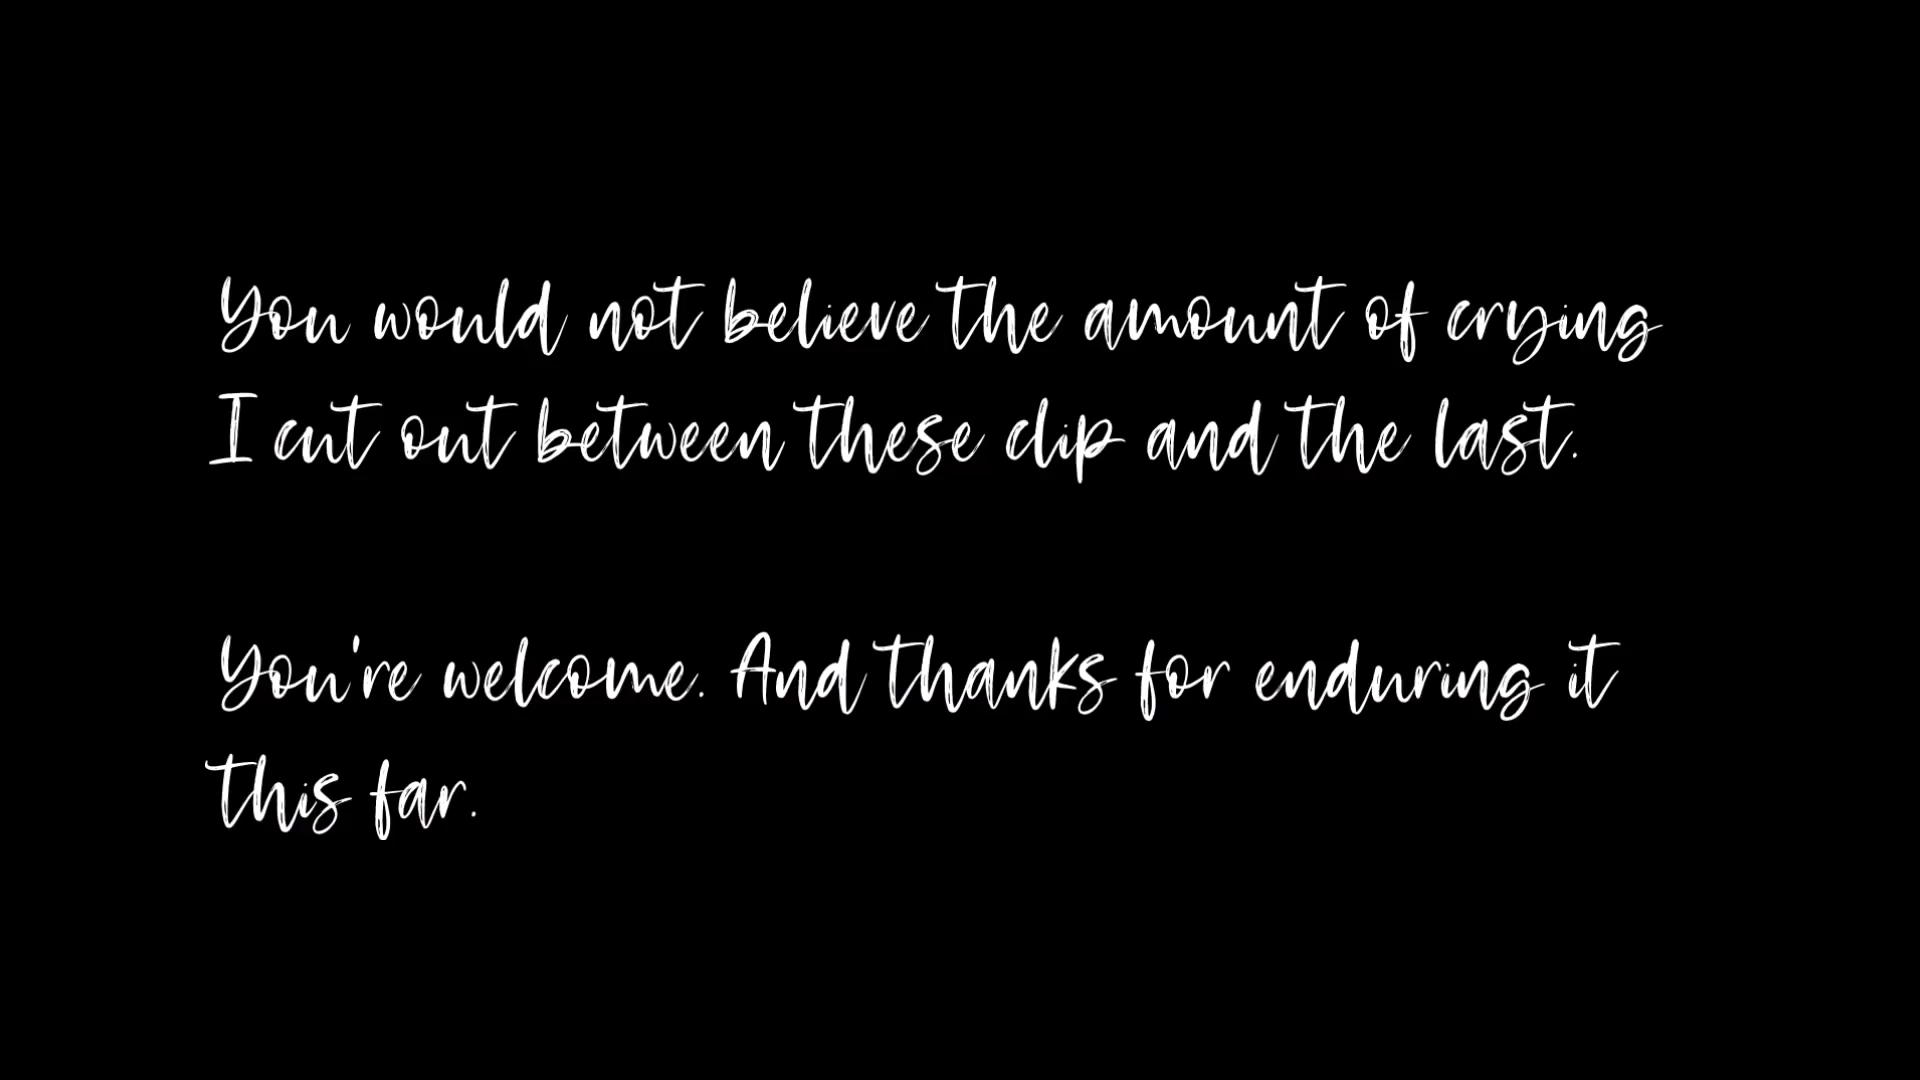 You would not believe the amount of crying
I cut out between these clip and the last.
You're welcome. And thanks for enduring it
this far.